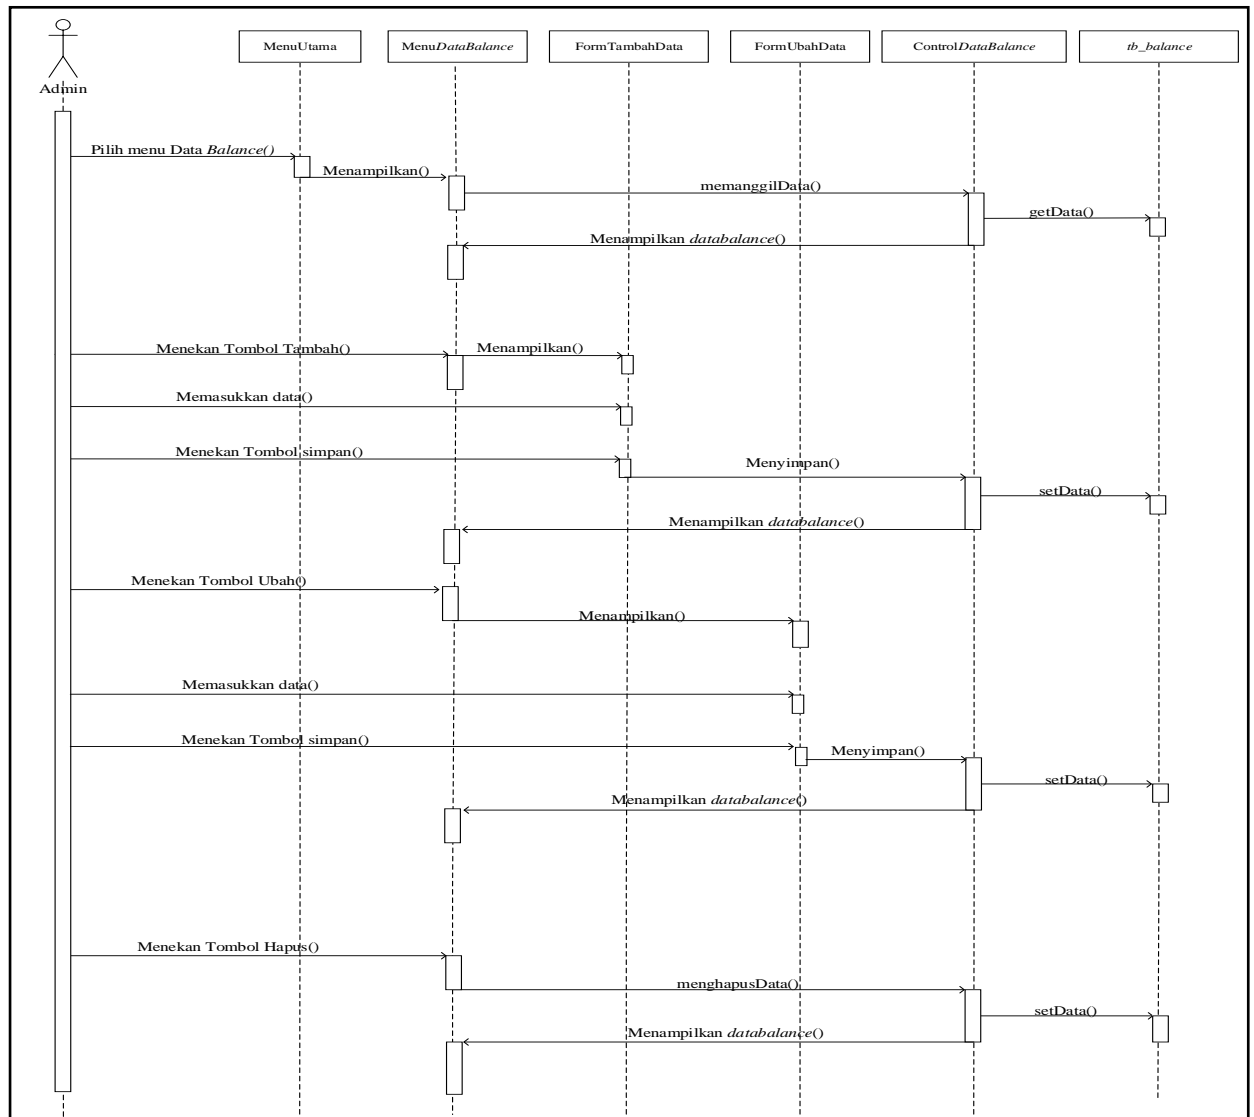 MenuUtama
MenuDataBalance
FormTambahData
FormUbahData
ControlDataBalance
tb_balance
Admin
Pilih menu Data Balance()
Menampilkan()
memanggilData()
getData()
Menampilkan databalance()
Menekan Tombol Tambah()
Menampilkan()
Memasukkan data()
Menekan Tombol simpan()
Menyimpan()
setData()
Menampilkan databalance()
Menekan Tombol Ubah()
Menampilkan()
Memasukkan data()
Menekan Tombol simpan()
Menyimpan()
setData()
Menampilkan databalance()
Menekan Tombol Hapus()
menghapusData()
setData()
Menampilkan databalance()